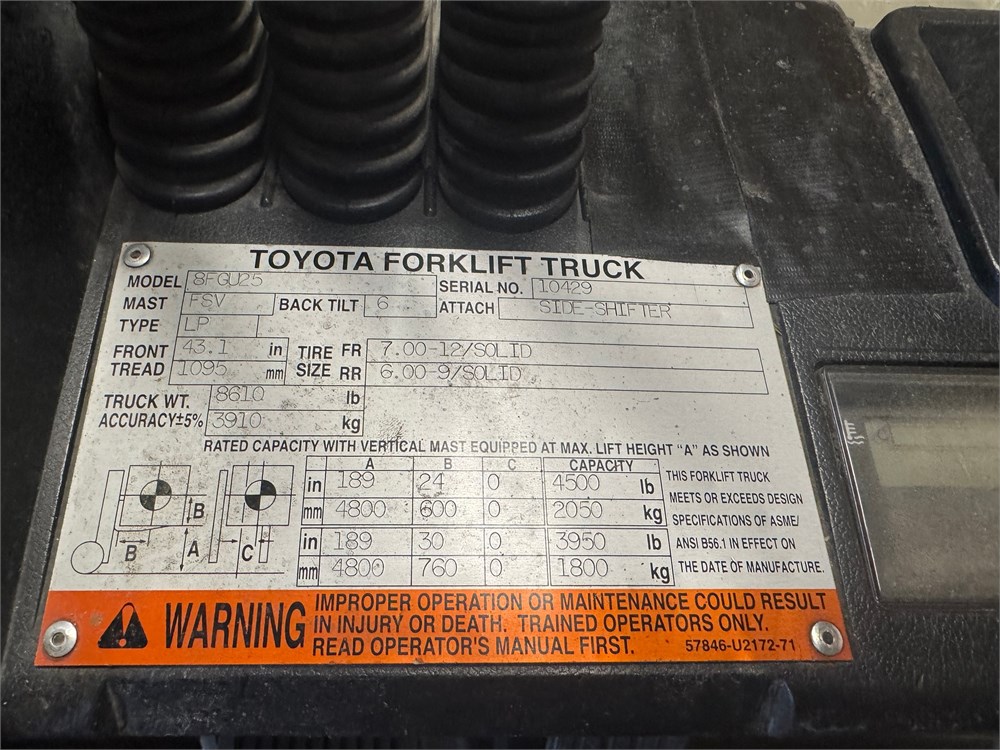 TOYOTA FORKLIFT TRUCK
MODEL 8FGU25 SERIAL NO. 10429
MAST FSV BACK TILT 6 ATTACH SIDE-SHIFTER
TYPE LP
FRONT TREAD 43.1 in TIRE SIZE FR 7.00-12/SOLID
1095 mm RR 6.00-9/SOLID
TRUCK WT. 8610 lb
ACCURACY±5% 3910 kg
RATED CAPACITY WITH VERTICAL MAST EQUIPPED AT MAX. LIFT HEIGHT "A" AS SHOWN
A B C CAPACITY
in 189 24 0 4500 lb
mm 4800 600 0 2050 kg
in 189 30 0 3950 lb
mm 4800 760 0 1800 kg
B
B A C
THIS FORKLIFT TRUCK
MEETS OR EXCEEDS DESIGN
SPECIFICATIONS OF ASME/
ANSI B56.1 IN EFFECT ON
THE DATE OF MANUFACTURE.
WARNING
IMPROPER OPERATION OR MAINTENANCE COULD RESULT
IN INJURY OR DEATH. TRAINED OPERATORS ONLY.
READ OPERATOR'S MANUAL FIRST. 57846-U2172-71